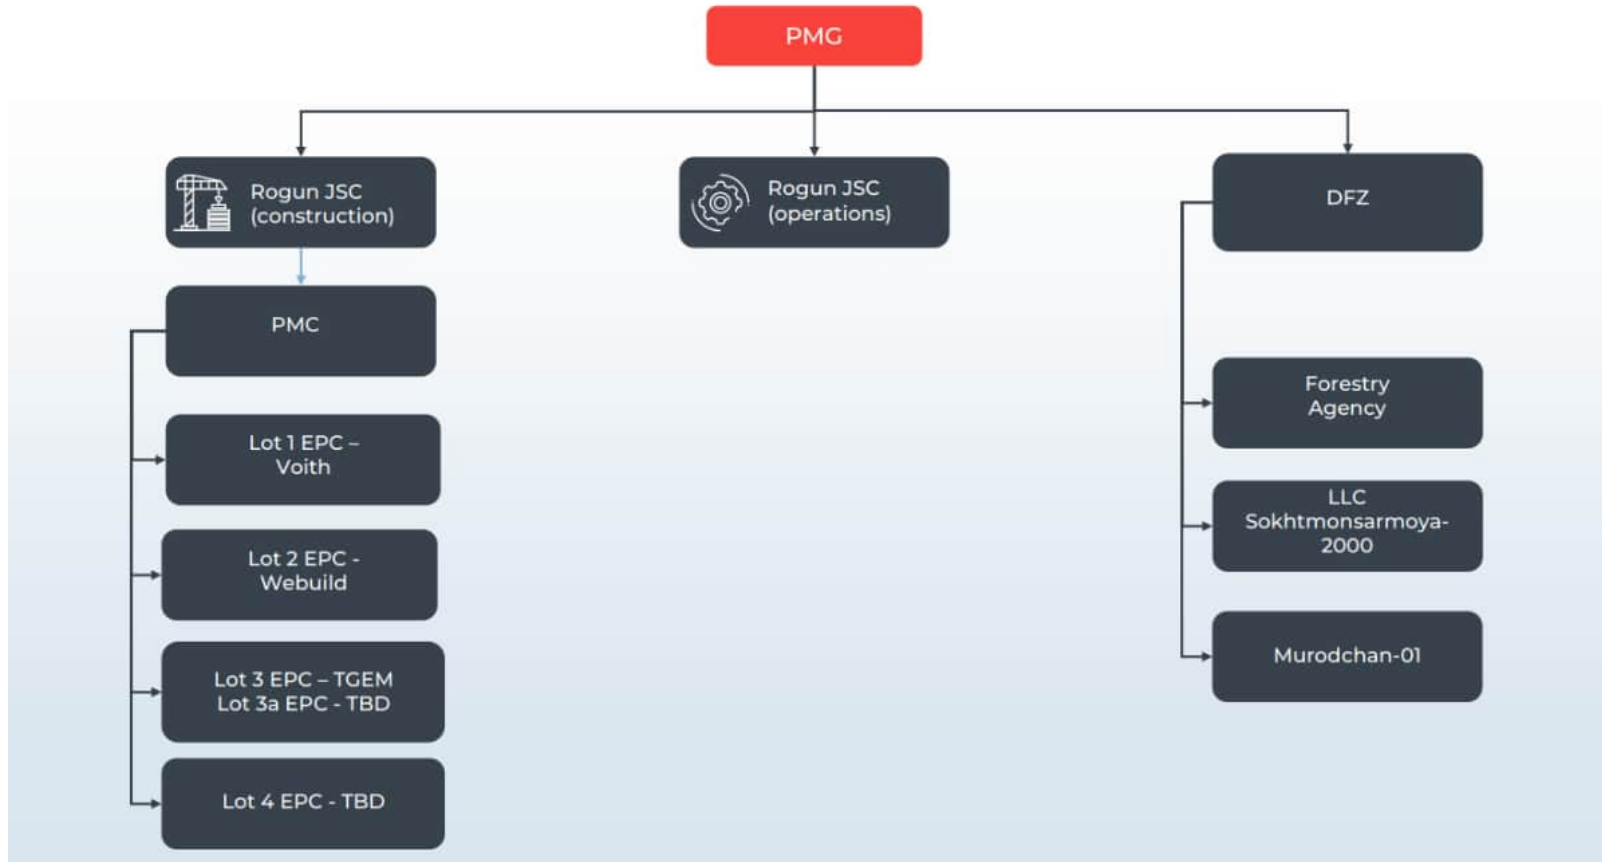 PMG
Rogun JSC
(construction)
Rogun JSC
(operations)
DFZ
PMC
Lot 1 EPC –
Voith
Lot 2 EPC -
Webuild
Lot 3 EPC – TGEM
Lot 3a EPC - TBD
Lot 4 EPC - TBD
Forestry
Agency
LLC
Sokhtmonsarmoya-
2000
Murodchan-01